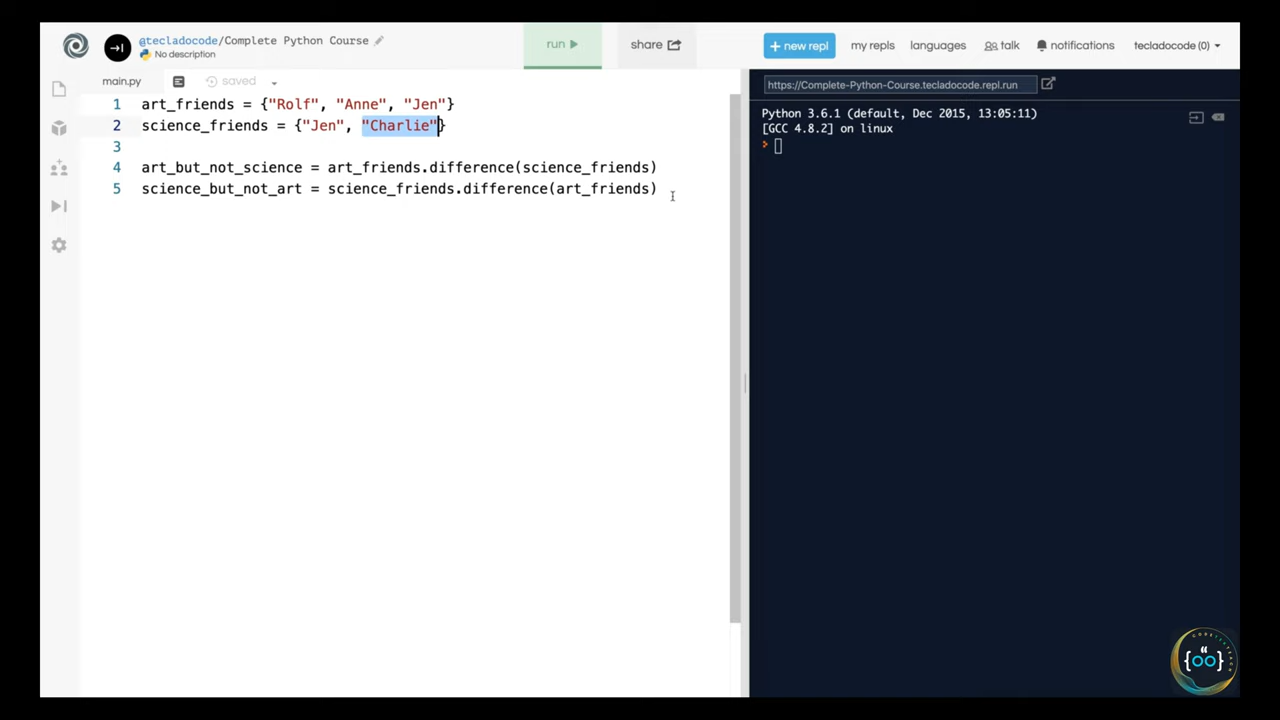 @tecladocode/Complete Python Course
No description
run
share
+ new repl
my repls
languages
talk
notifications
tecladocode (0)
main.py
saved
https://Complete-Python-Course.tecladocode.repl.run
1 art_friends = {"Rolf", "Anne", "Jen"}
2 science_friends = {"Jen", "Charlie"}
3
4 art_but_not_science = art_friends.difference(science_friends)
5 science_but_not_art = science_friends.difference(art_friends)
Python 3.6.1 (default, Dec 2015, 13:05:11)
[GCC 4.8.2] on linux